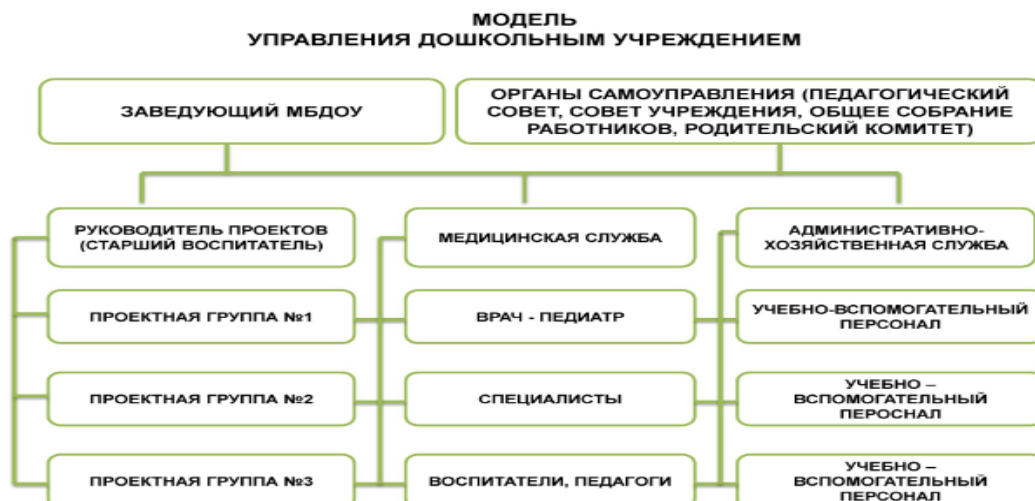 МОДЕЛЬ
УПРАВЛЕНИЯ ДОШКОЛЬНЫМ УЧРЕЖДЕНИЕМ
ЗАВЕДУЮЩИЙ МБДОУ
ОРГАНЫ САМОУПРАВЛЕНИЯ (ПЕДАГОГИЧЕСКИЙ
СОВЕТ, СОВЕТ УЧРЕЖДЕНИЯ, ОБЩЕЕ СОБРАНИЕ
РАБОТНИКОВ, РОДИТЕЛЬСКИЙ КОМИТЕТ)
РУКОВОДИТЕЛЬ ПРОЕКТОВ
(СТАРШИЙ ВОСПИТАТЕЛЬ)
МЕДИЦИНСКАЯ СЛУЖБА
АДМИНИСТРАТИВНО-
ХОЗЯЙСТВЕННАЯ СЛУЖБА
ПРОЕКТНАЯ ГРУППА №1
ВРАЧ - ПЕДИАТР
УЧЕБНО-ВСПОМОГАТЕЛЬНЫЙ
ПЕРСОНАЛ
ПРОЕКТНАЯ ГРУППА №2
СПЕЦИАЛИСТЫ
УЧЕБНО –
ВСПОМОГАТЕЛЬНЫЙ
ПЕРОСНАЛ
ПРОЕКТНАЯ ГРУППА №3
ВОСПИТАТЕЛИ, ПЕДАГОГИ
УЧЕБНО –
ВСПОМОГАТЕЛЬНЫЙ
ПЕРСОНАЛ